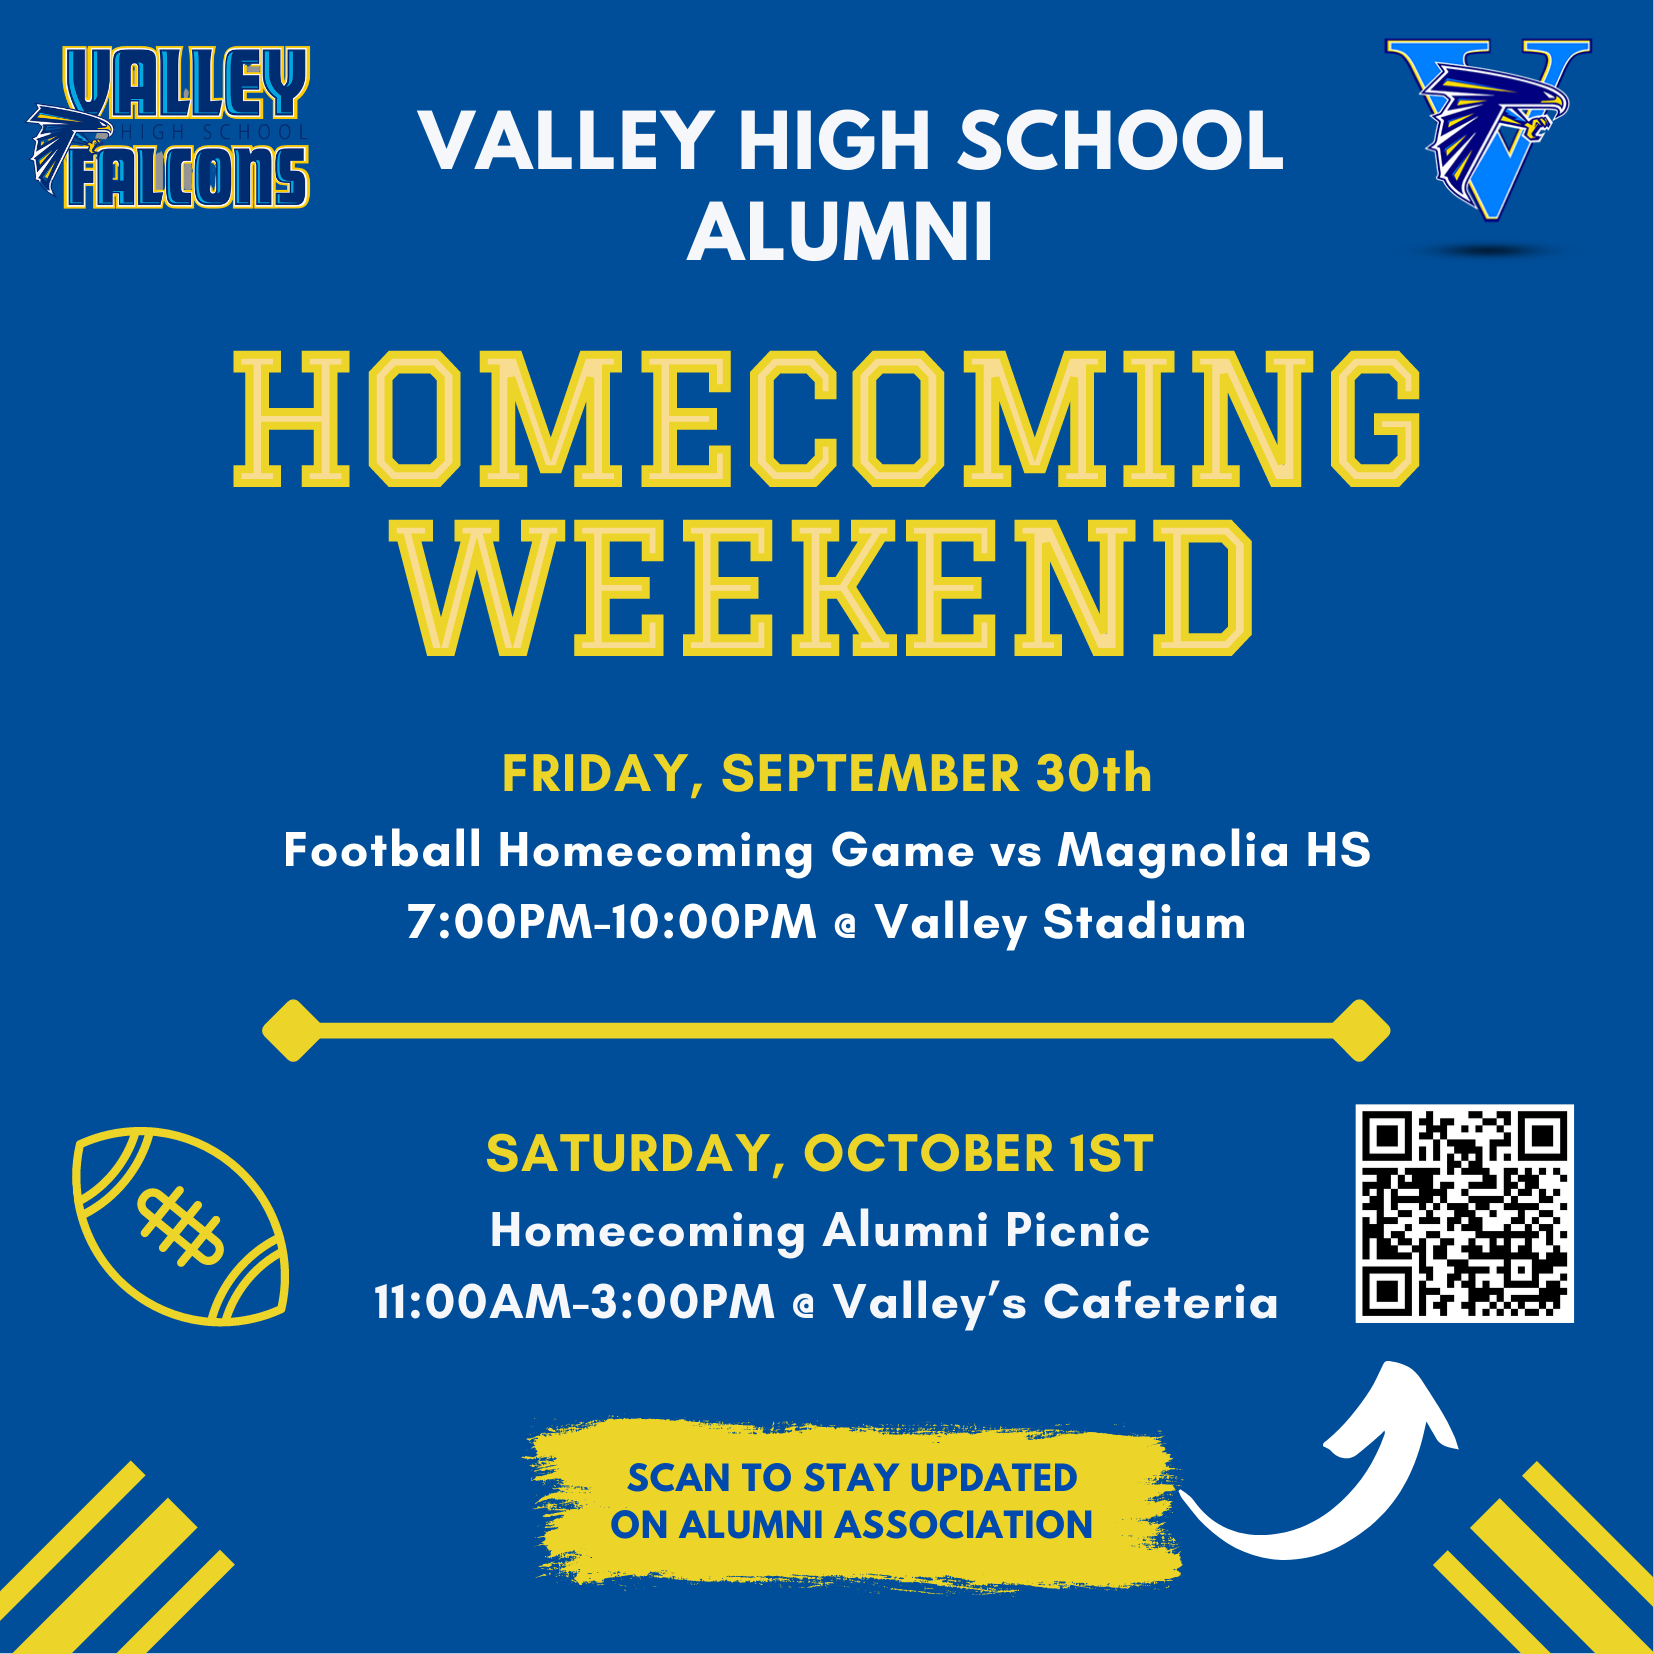 VALLEY
HIGH SCHOOL
FALCONS
V
VALLEY HIGH SCHOOL
ALUMNI
HOMECOMING
WEEKEND
FRIDAY, SEPTEMBER 30th
Football Homecoming Game vs Magnolia HS
7:00PM-10:00PM @ Valley Stadium
SATURDAY, OCTOBER 1ST
Homecoming Alumni Picnic
11:00AM-3:00PM @ Valley’s Cafeteria
SCAN TO STAY UPDATED
ON ALUMNI ASSOCIATION